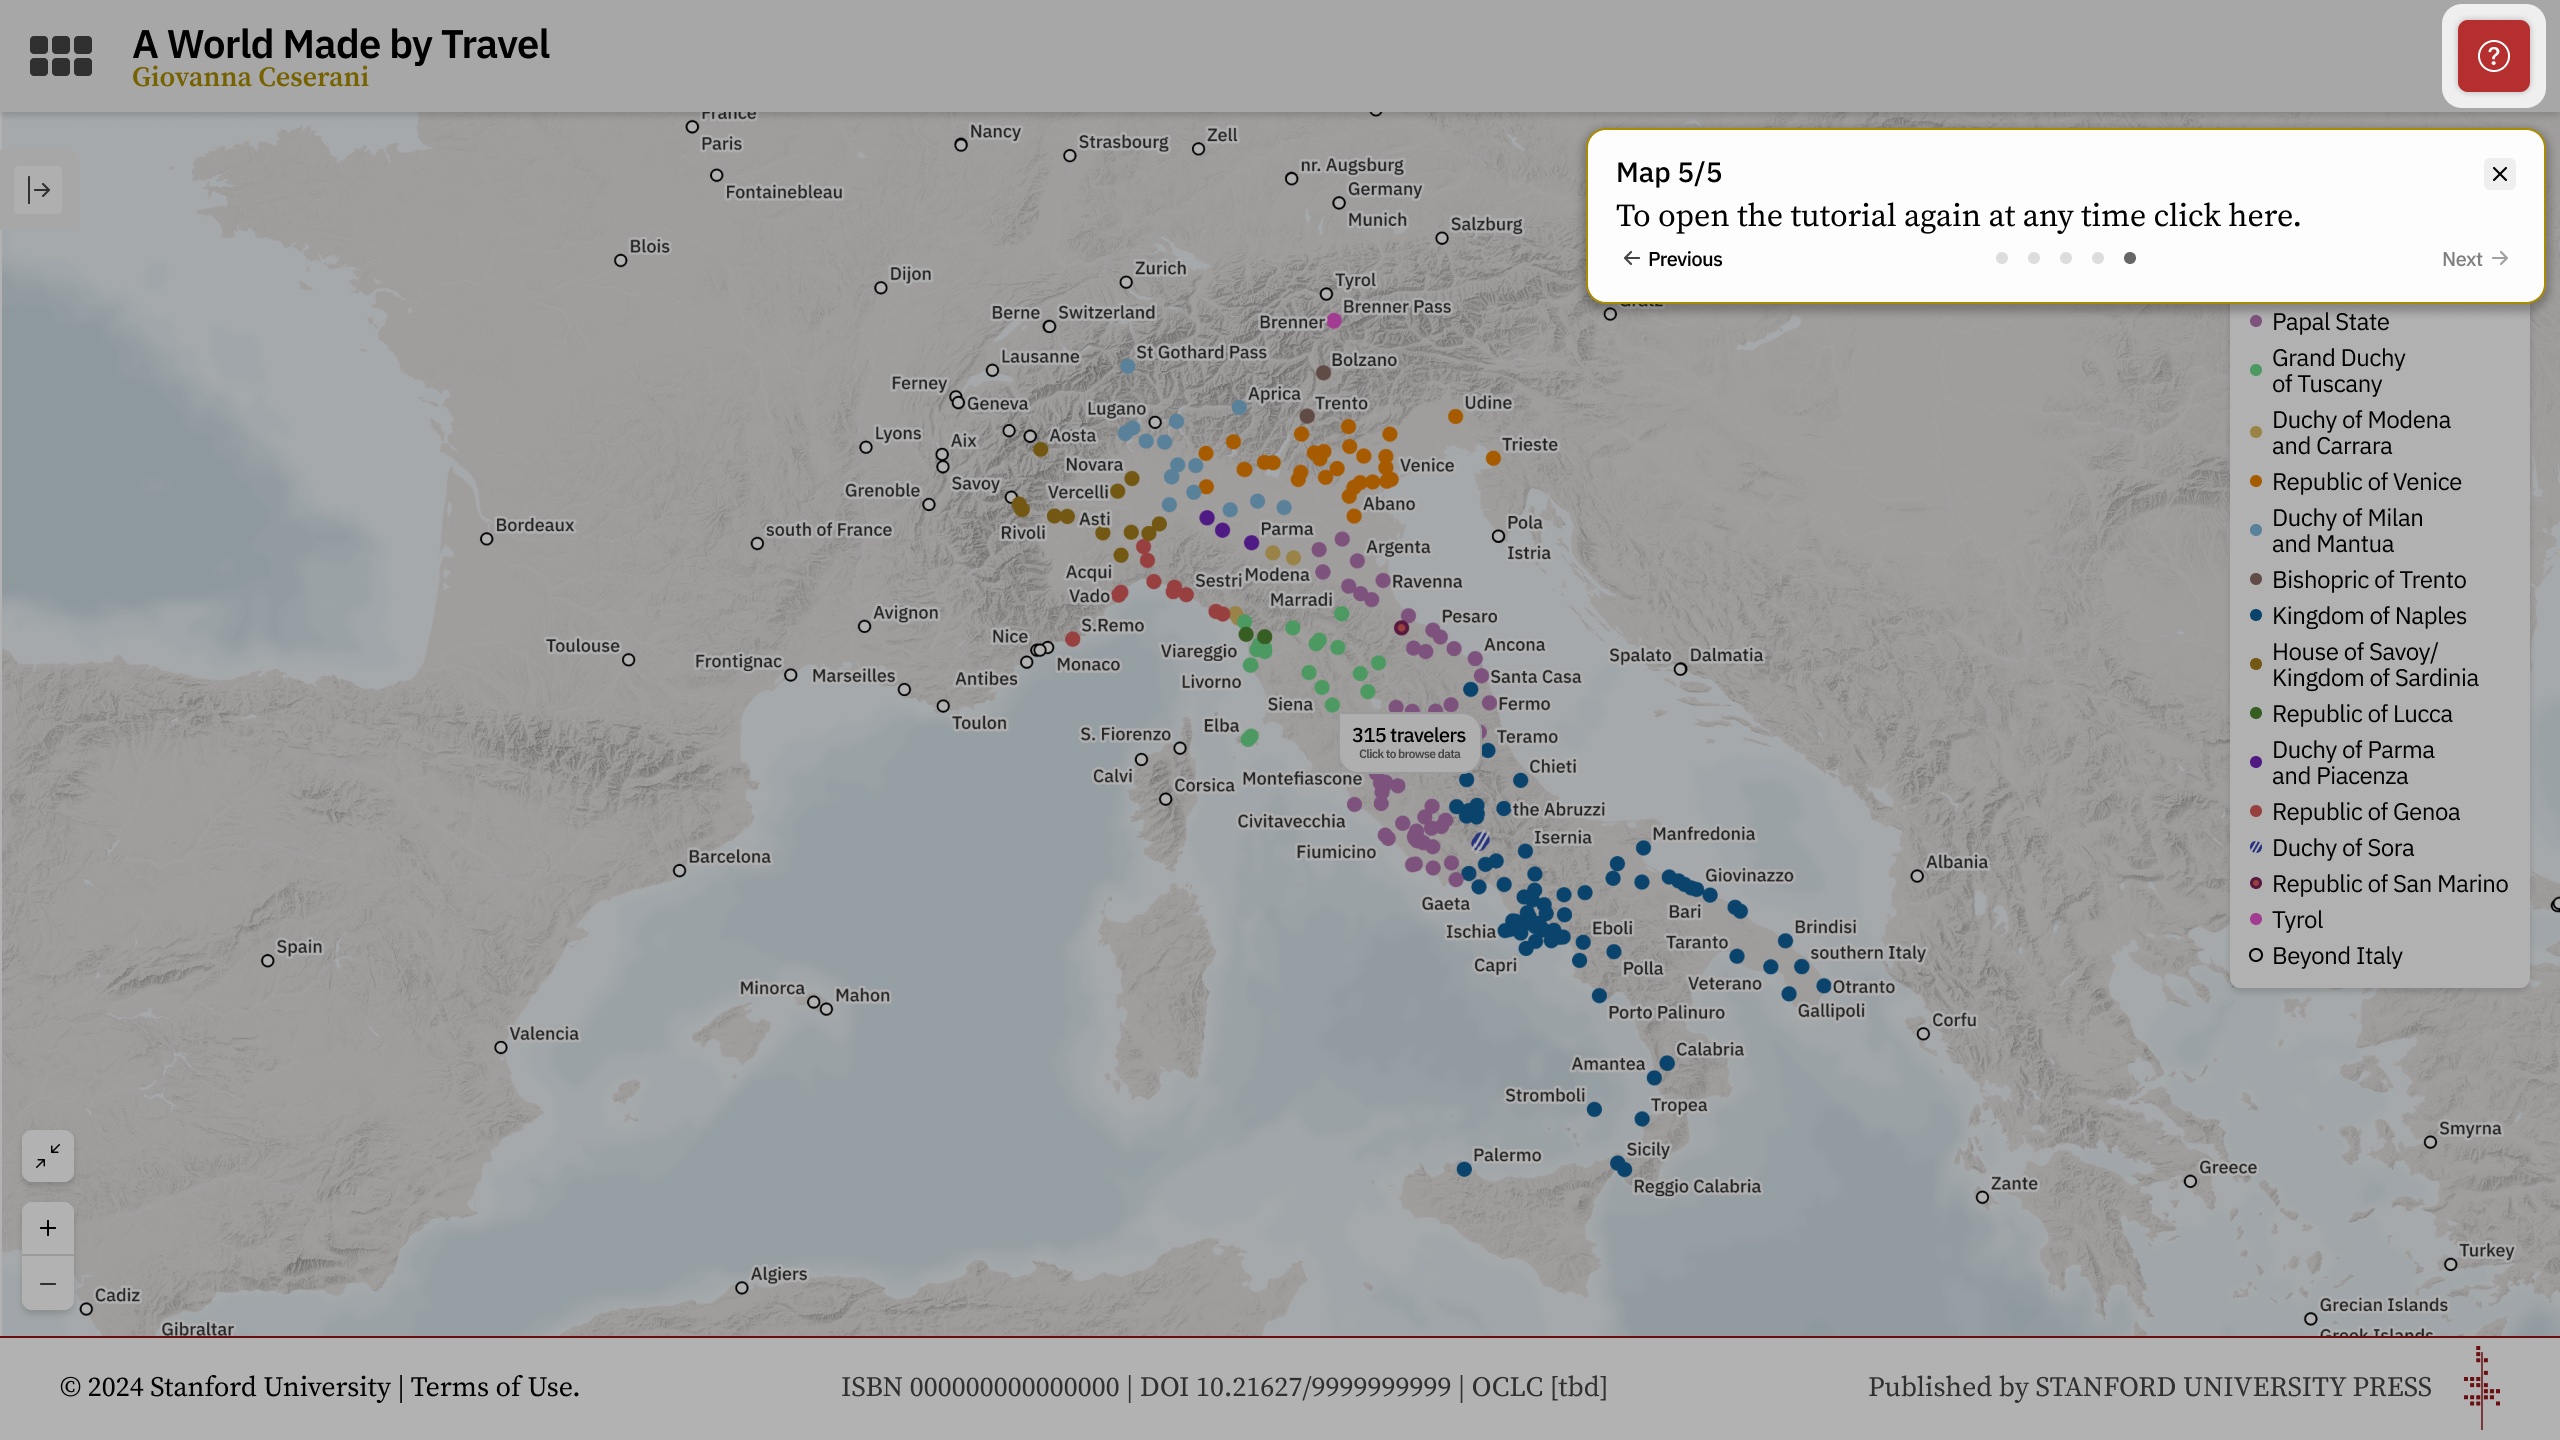 A World Made by Travel
Giovanna Ceserani
?
Map 5/5
To open the tutorial again at any time click here.
Previous
Next
France
Paris
Nancy
Strasbourg
Zell
Fontainebleau
nr. Augsburg
Germany
Munich
Salzburg
Blois
Dijon
Zurich
Tyrol
Brenner Pass
Brenner
Berne
Switzerland
Lausanne
St Gothard Pass
Bolzano
Ferney
Geneva
Lugano
Aprica
Trento
Udine
Lyons
Aix
Aosta
Trieste
Novara
Venice
Savoy
Vercelli
Grenoble
Abano
Bordeaux
south of France
Rivoli
Asti
Parma
Pola
Istria
Argenta
Acqui
Sestri
Modena
Ravenna
Vado
Marradi
Avignon
S.Remo
Pesaro
Nice
Ancona
Toulouse
Frontignac
Marseilles
Monaco
Viareggio
Spalato
Dalmatia
Antibes
Livorno
Santa Casa
Toulon
Siena
Fermo
S. Fiorenzo
Elba
315 travelers
Click to browse data
Teramo
Calvi
Corsica
Montefiascone
Chieti
Civitavecchia
the Abruzzi
Fiumicino
Isernia
Manfredonia
Barcelona
Albania
Giovinazzo
Gaeta
Bari
Ischia
Eboli
Brindisi
Taranto
southern Italy
Spain
Capri
Polla
Veterano
Otranto
Minorca
Mahon
Porto Palinuro
Gallipoli
Valencia
Corfu
Amantea
Calabria
Stromboli
Tropea
Palermo
Sicily
Reggio Calabria
Smyrna
Greece
Zante
Turkey
Algiers
Cadiz
Gibraltar
Grecian Islands
Greek Islands
Papal State
Grand Duchy
of Tuscany
Duchy of Modena
and Carrara
Republic of Venice
Duchy of Milan
and Mantua
Bishopric of Trento
Kingdom of Naples
House of Savoy/
Kingdom of Sardinia
Republic of Lucca
Duchy of Parma
and Piacenza
Republic of Genoa
Duchy of Sora
Republic of San Marino
Tyrol
Beyond Italy
© 2024 Stanford University | Terms of Use.
ISBN 000000000000000 | DOI 10.21627/9999999999 | OCLC [tbd]
Published by STANFORD UNIVERSITY PRESS